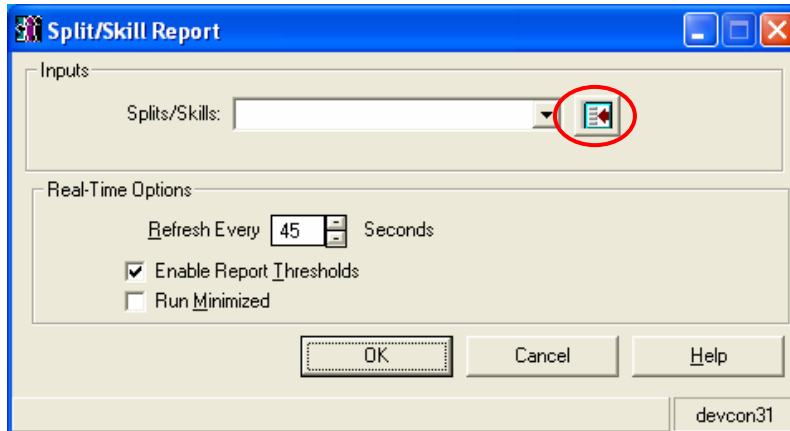 Split/Skill Report
Inputs
Splits/Skills:
Real-Time Options
Refresh Every 45 Seconds
Enable Report Thresholds
Run Minimized
OK Cancel Help
devcon31